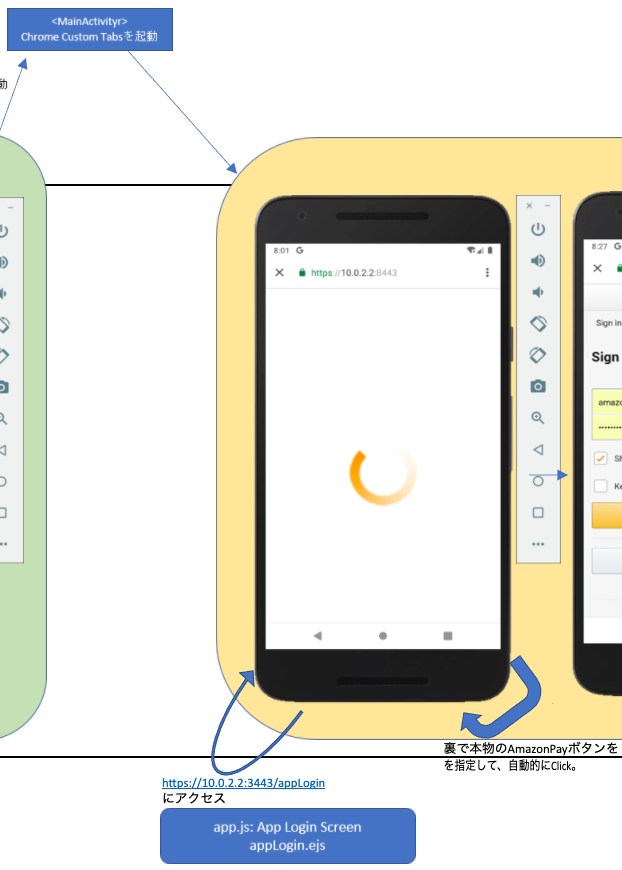 <MainActivityr>
Chrome Custom Tabsを起動
動
8:01 G
https://10.0.2.2:8443
8:27 G
Sign in
Sign
amazo
Sh
Ke
裏で本物のAmazonPayボタンを
を指定して、自動的にClick。
https://10.0.2.2:3443/appLogin
にアクセス
app.js: App Login Screen
appLogin.ejs